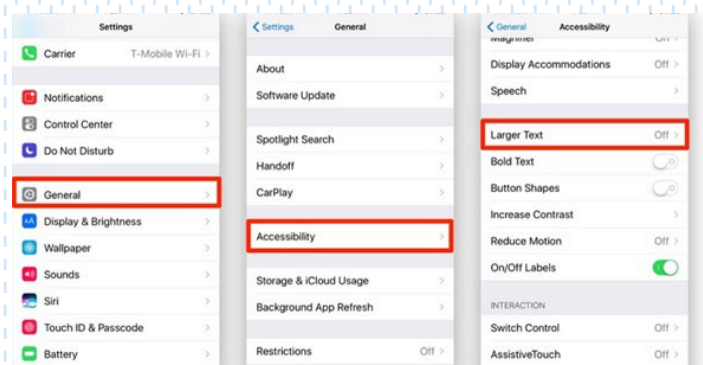 Settings
Carrier T-Mobile Wi-Fi
Notifications
Control Center
Do Not Disturb
General
Display & Brightness
Wallpaper
Sounds
Siri
Touch ID & Passcode
Battery
Settings General
About
Software Update
Spotlight Search
Handoff
CarPlay
Accessibility
Storage & iCloud Usage
Background App Refresh
Restrictions Off
General Accessibility
Magnifier Off
Display Accommodations Off
Speech
Larger Text Off
Bold Text
Button Shapes
Increase Contrast
Reduce Motion Off
On/Off Labels
INTERACTION
Switch Control Off
AssistiveTouch Off